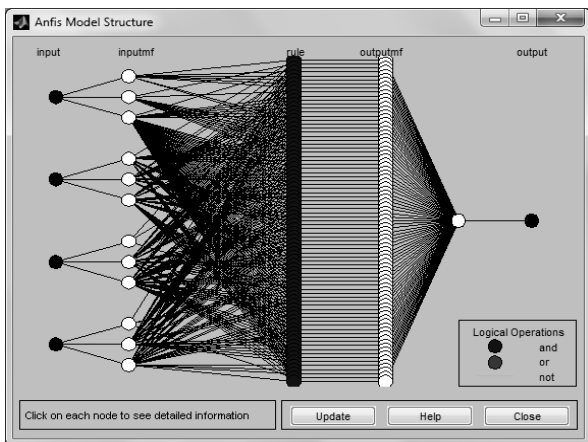 Anfis Model Structure
input inputmf rule outputmf output
Logical Operations
and
or
not
Click on each node to see detailed information
Update Help Close